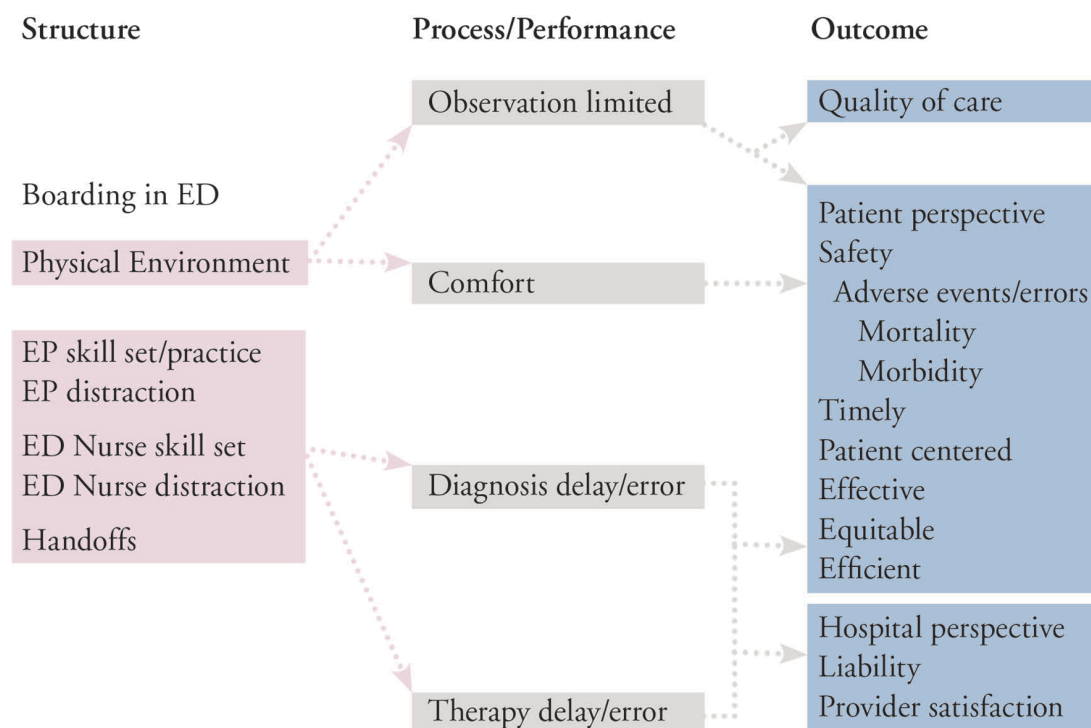 Structure
Process/Performance
Outcome
Boarding in ED
Physical Environment
EP skill set/practice
EP distraction
ED Nurse skill set
ED Nurse distraction
Handoffs
Observation limited
Comfort
Diagnosis delay/error
Therapy delay/error
Quality of care
Patient perspective
Safety
Adverse events/errors
Mortality
Morbidity
Timely
Patient centered
Effective
Equitable
Efficient
Hospital perspective
Liability
Provider satisfaction